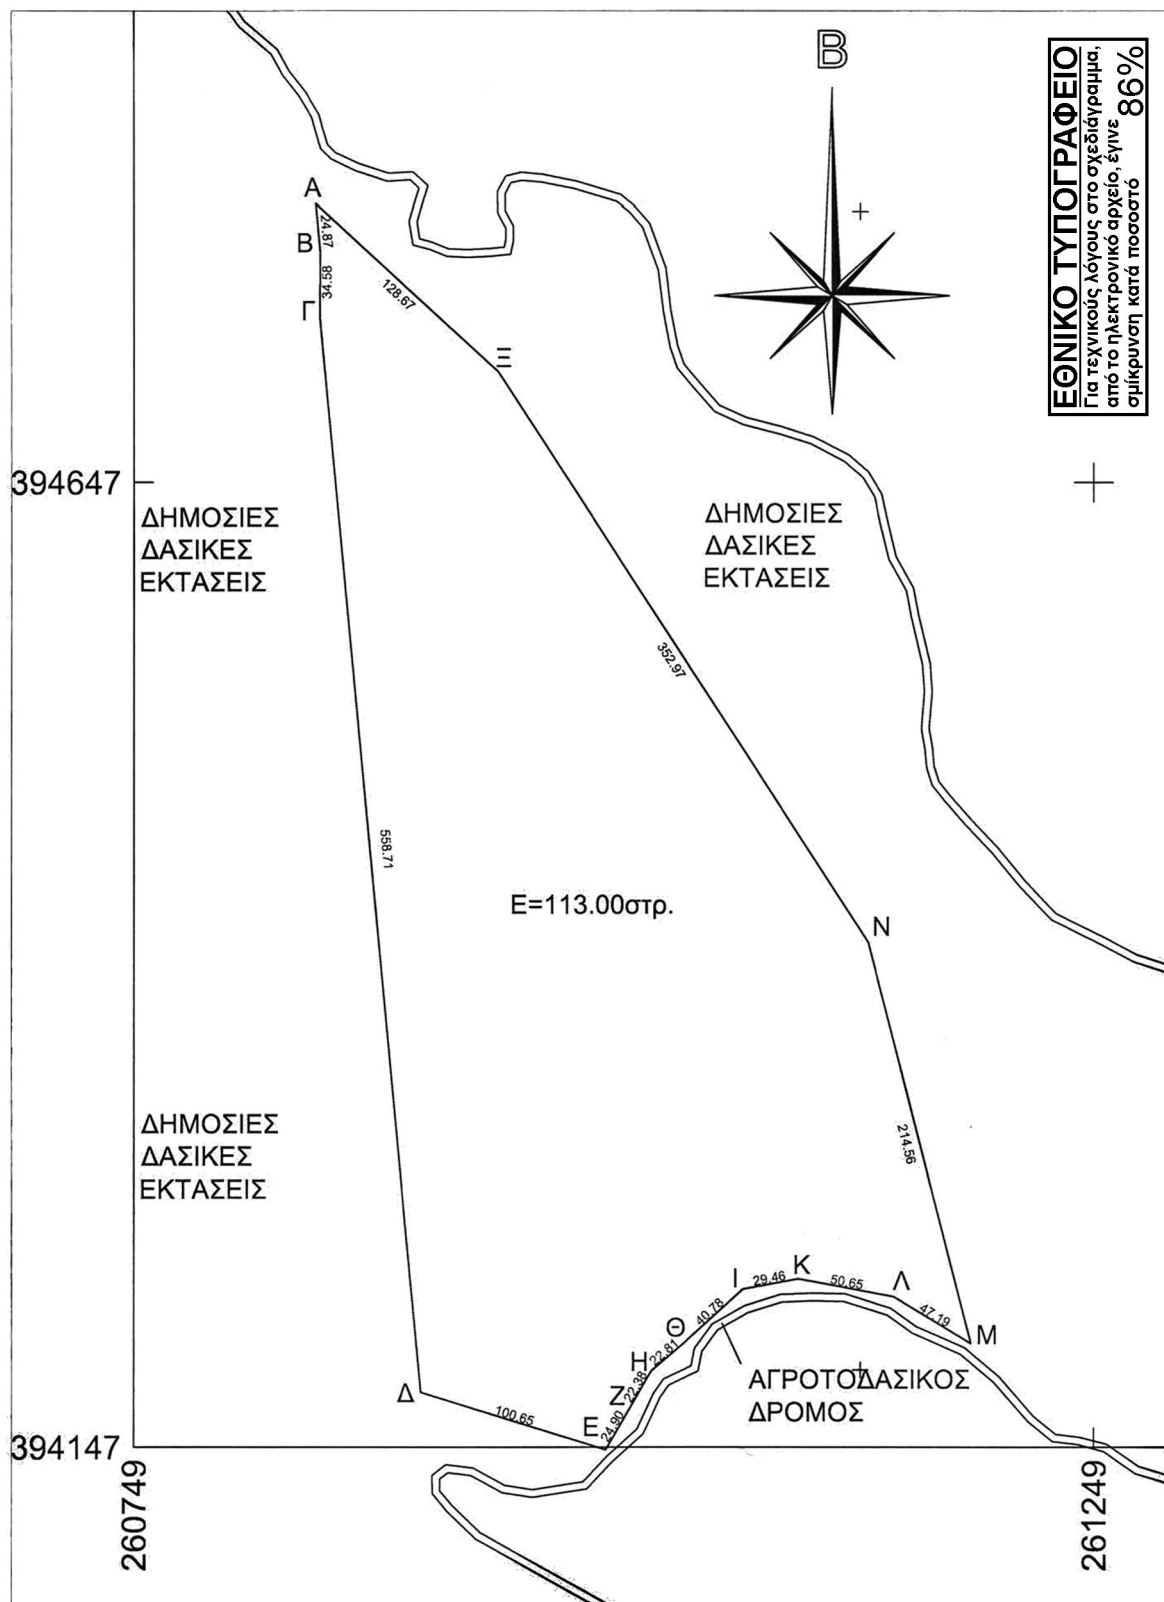 Β
ΕΘΝΙΚΟ ΤΥΠΟΓΡΑΦΕΙΟ
Για τεχνικούς λόγους στο σχεδιάγραμμα,
από το ηλεκτρονικό αρχείο, έγινε
σμίκρυνση κατά ποσοστό 86%
Α
24.87
Β
34.58
Γ
128.67
Ξ
394647
ΔΗΜΟΣΙΕΣ
ΔΑΣΙΚΕΣ
ΕΚΤΑΣΕΙΣ
ΔΗΜΟΣΙΕΣ
ΔΑΣΙΚΕΣ
ΕΚΤΑΣΕΙΣ
352.97
558.71
Ε=113.00στρ.
Ν
ΔΗΜΟΣΙΕΣ
ΔΑΣΙΚΕΣ
ΕΚΤΑΣΕΙΣ
214.56
Ι
29.46
Κ
50.65
Λ
47.19
Μ
40.78
Θ
22.81
Η
22.38
Ζ
24.90
Ε
100.65
Δ
ΑΓΡΟΤΟΔΑΣΙΚΟΣ
ΔΡΟΜΟΣ
394147
260749
261249